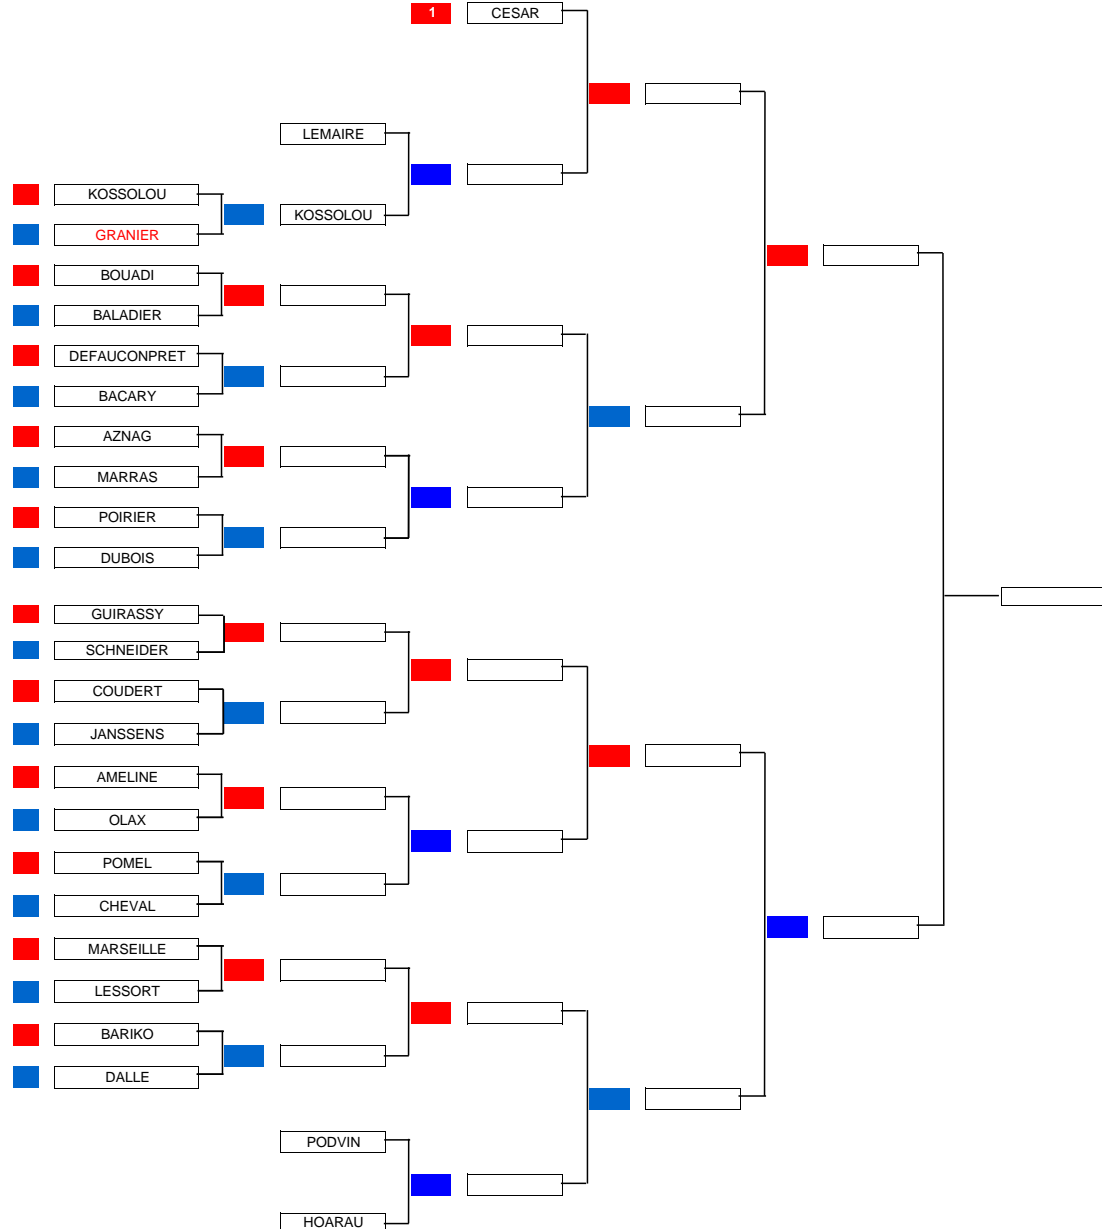 1 CESAR
LEMAIRE
KOSSOLOU
KOSSOLOU
GRANIER
BOUADI
BALADIER
DEFAUCONPRET
BACARY
AZNAG
MARRAS
POIRIER
DUBOIS
GUIRASSY
SCHNEIDER
COUDERT
JANSSENS
AMELINE
OLAX
POMEL
CHEVAL
MARSEILLE
LESSORT
BARIKO
DALLE
PODVIN
HOARAU